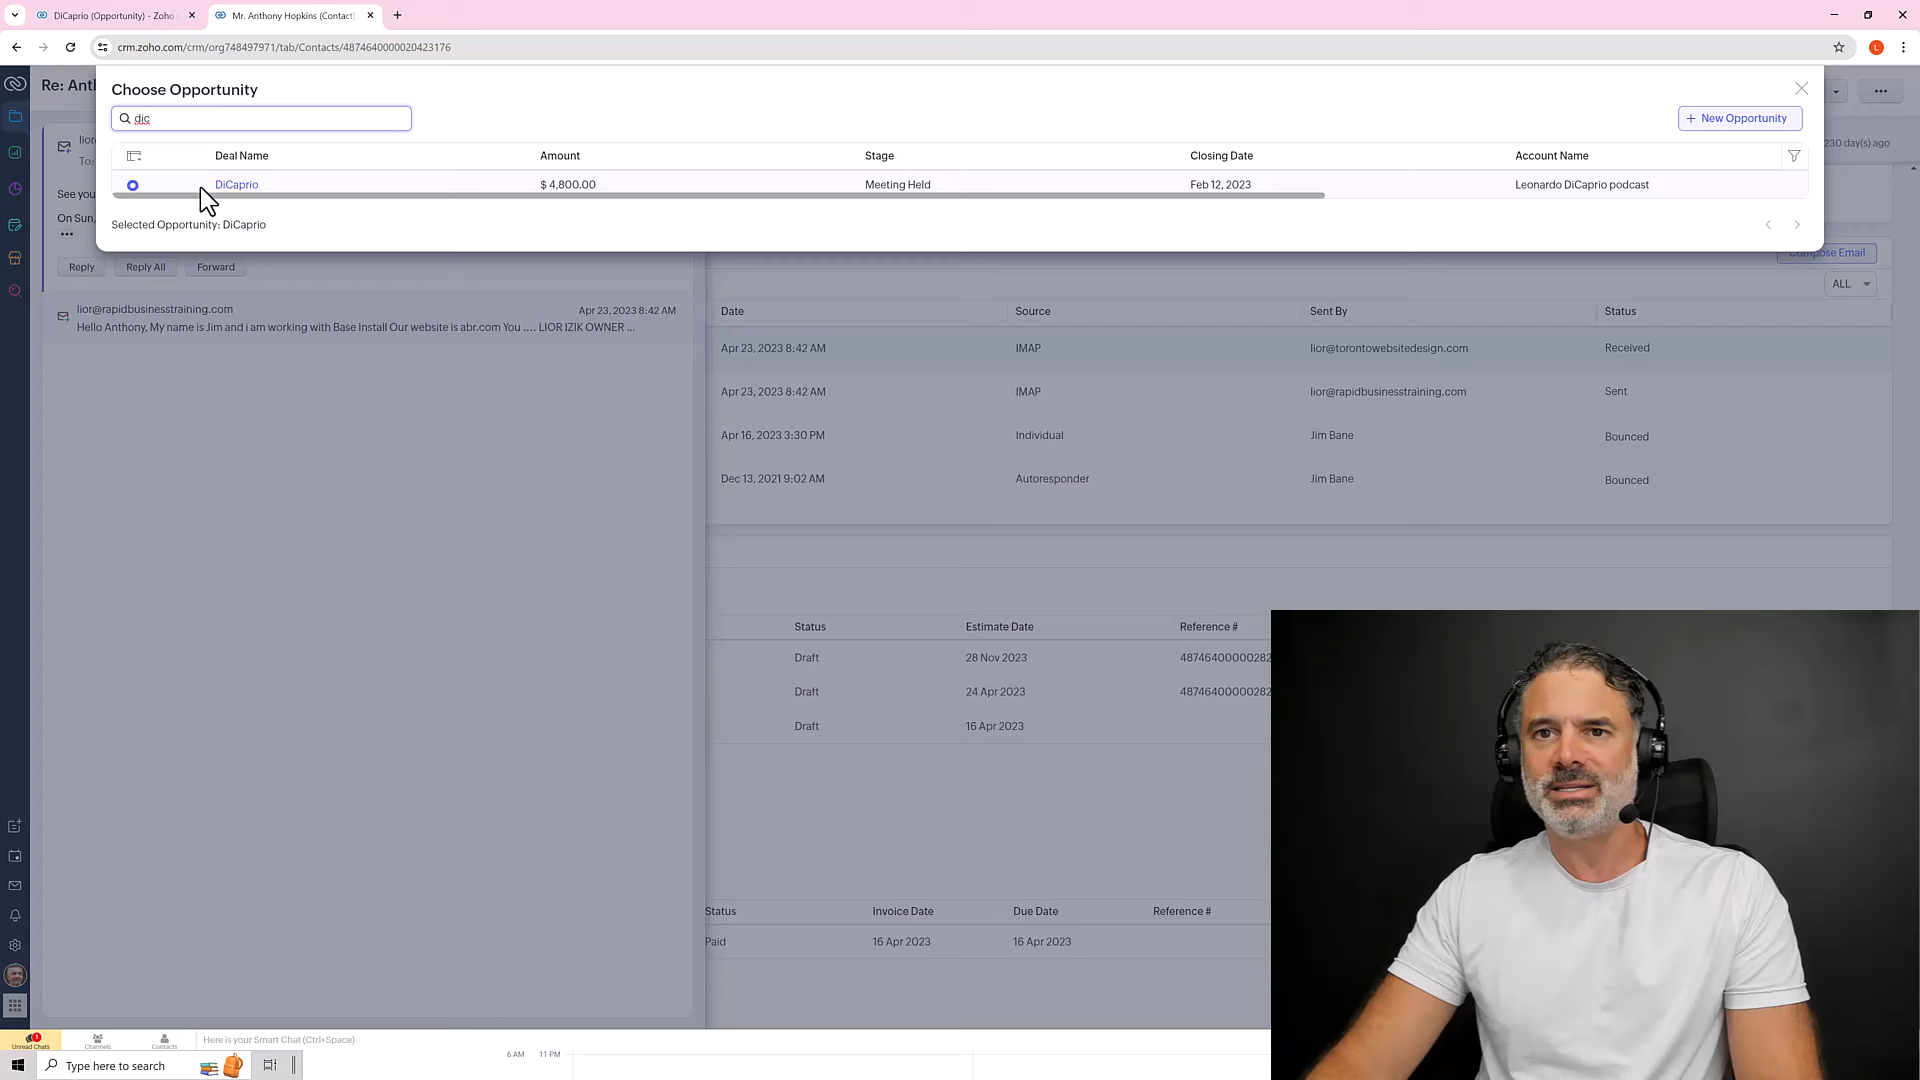 DiCaprio (Opportunity) - Zoho
Mr. Anthony Hopkins (Contact)
crm.zoho.com/crm/org748497971/tab/Contacts/4874640000020423176
L
Re: Ant
Choose Opportunity
dic
New Opportunity
Deal Name Amount Stage Closing Date Account Name
DiCaprio $ 4,800.00 Meeting Held Feb 12, 2023 Leonardo DiCaprio podcast
Selected Opportunity: DiCaprio
lior
To:
230 day(s) ago
See you
On Sun,
Reply Reply All Forward
Compose Email
ALL
lior@rapidbusinesstraining.com Apr 23, 2023 8:42 AM
Hello Anthony, My name is Jim and i am working with Base Install Our website is abr.com You .... LIOR IZIK OWNER ...
Date Source Sent By Status
Apr 23, 2023 8:42 AM IMAP lior@torontowebsitedesign.com Received
Apr 23, 2023 8:42 AM IMAP lior@rapidbusinesstraining.com Sent
Apr 16, 2023 3:30 PM Individual Jim Bane Bounced
Dec 13, 2021 9:02 AM Autoresponder Jim Bane Bounced
Status Estimate Date Reference #
Draft 28 Nov 2023 48746400000282
Draft 24 Apr 2023 48746400000282
Draft 16 Apr 2023
Status Invoice Date Due Date Reference #
Paid 16 Apr 2023 16 Apr 2023
1
Unread Chats Channels Contacts Here is your Smart Chat (Ctrl+Space)
6 AM 11 PM
Type here to search